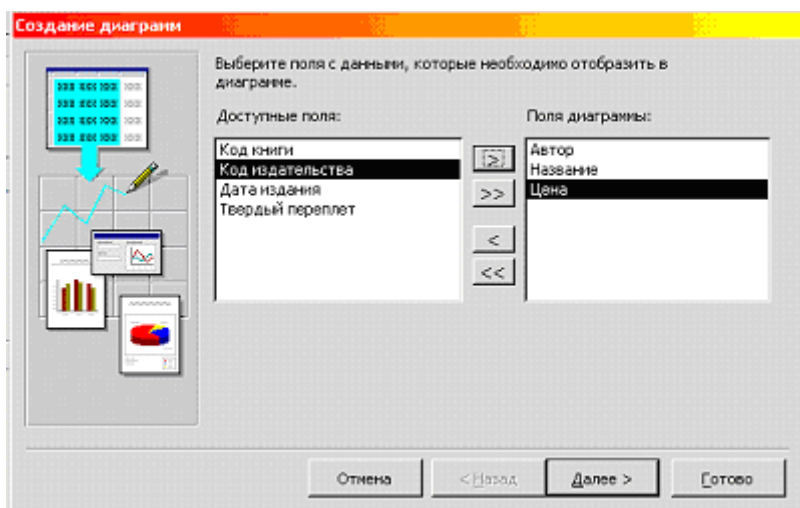 Создание диаграмм
Выберите поля с данными, которые необходимо отобразить в
диаграмме.
Доступные поля:
Поля диаграммы:
Код книги
Код издательства
Дата издания
Твердый переплет
>
>>
<
<<
Автор
Название
Цена
Отмена
< Назад
Далее >
Готово